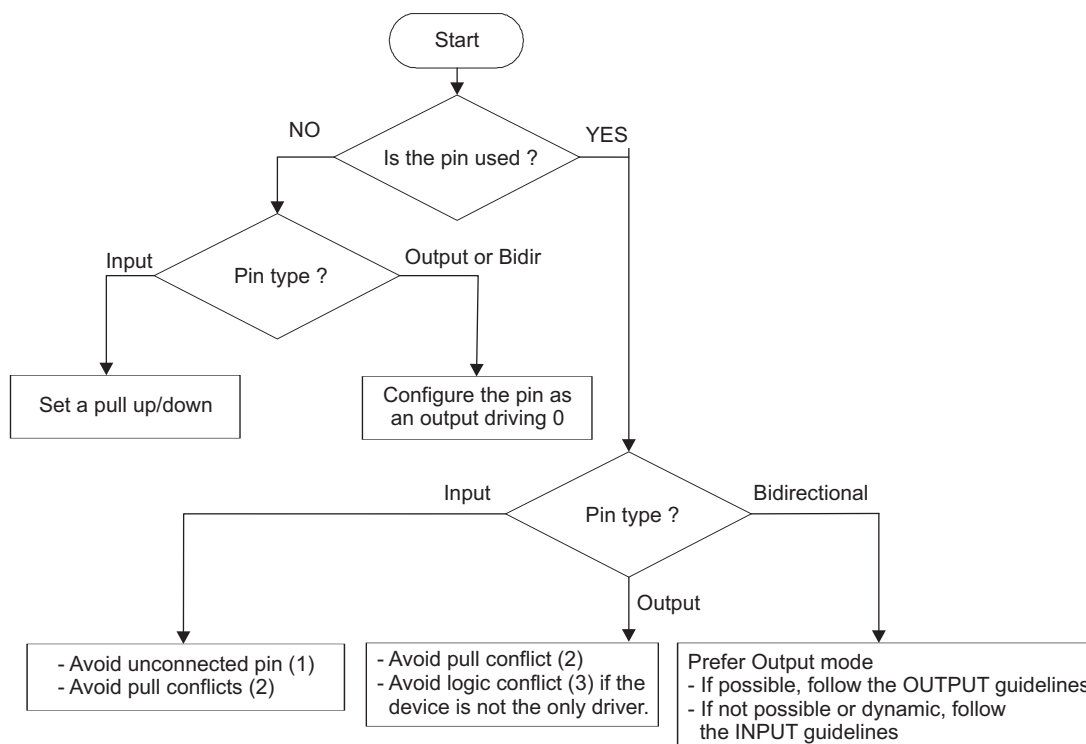 Start
NO
YES
Is the pin used ?
Input
Output or Bidir
Pin type ?
Set a pull up/down
Configure the pin as
an output driving 0
Input
Bidirectional
Pin type ?
Output
- Avoid unconnected pin (1)
- Avoid pull conflicts (2)
- Avoid pull conflict (2)
- Avoid logic conflict (3) if the
device is not the only driver.
Prefer Output mode
- If possible, follow the OUTPUT guidelines
- If not possible or dynamic, follow
the INPUT guidelines